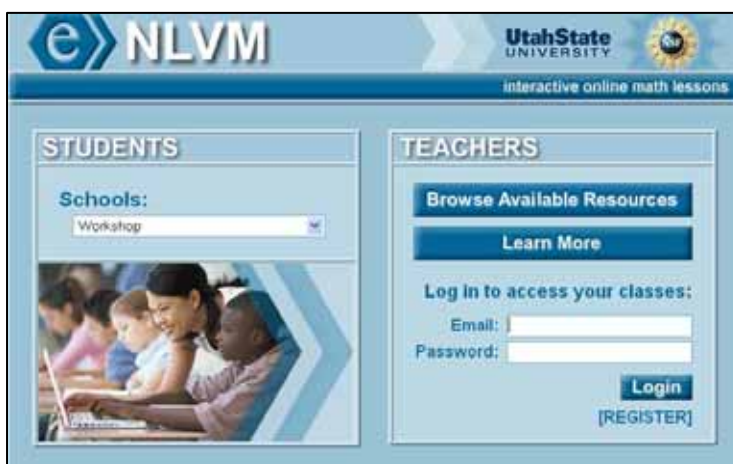 e NLVM
UtahState
UNIVERSITY
interactive online math lessons
STUDENTS
Schools:
Workshop
TEACHERS
Browse Available Resources
Learn More
Log in to access your classes:
Email:
Password:
Login
[REGISTER]